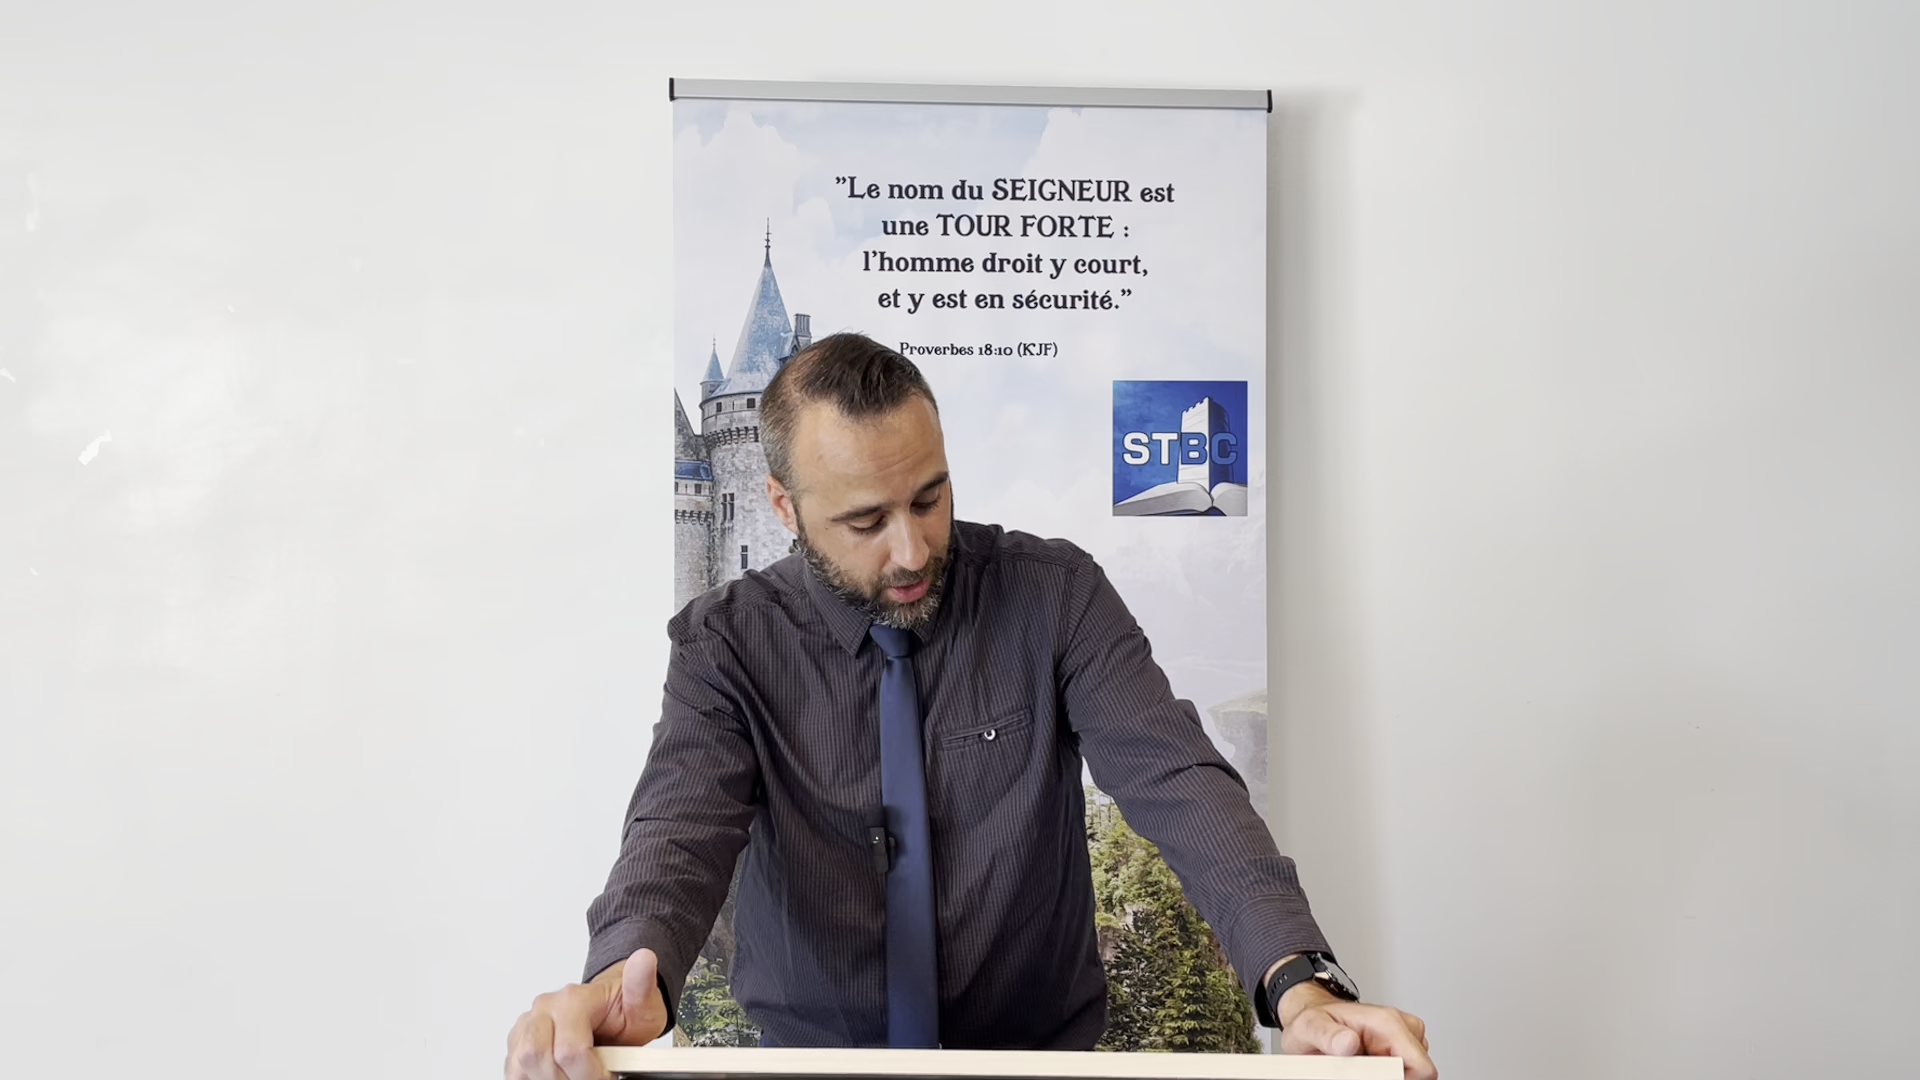 ”Le nom du SEIGNEUR est
une TOUR FORTE :
l’homme droit y court,
et y est en sécurité.”
Proverbes 18:10 (KJF)
STBC